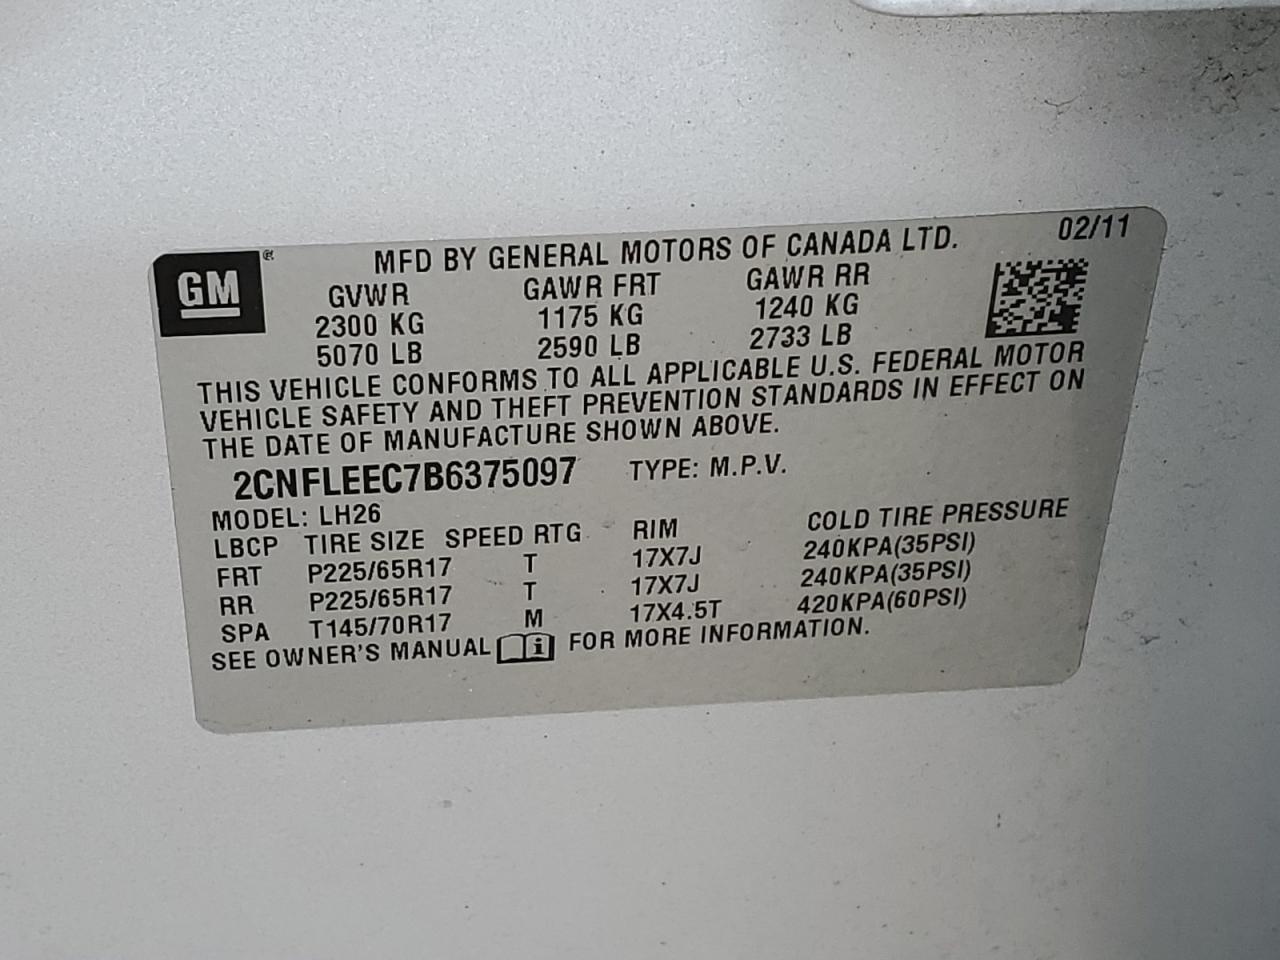 GM®
MFD BY GENERAL MOTORS OF CANADA LTD. 02/11
GVWR GAWR FRT GAWR RR
2300 KG 1175 KG 1240 KG
5070 LB 2590 LB 2733 LB
THIS VEHICLE CONFORMS TO ALL APPLICABLE U.S. FEDERAL MOTOR
VEHICLE SAFETY AND THEFT PREVENTION STANDARDS IN EFFECT ON
THE DATE OF MANUFACTURE SHOWN ABOVE.
2CNFLEEC7B6375097 TYPE: M.P.V.
MODEL: LH26
LBCP TIRE SIZE SPEED RTG RIM COLD TIRE PRESSURE
FRT P225/65R17 T 17X7J 240KPA(35PSI)
RR P225/65R17 T 17X7J 240KPA(35PSI)
SPA T145/70R17 M 17X4.5T 420KPA(60PSI)
SEE OWNER'S MANUAL i FOR MORE INFORMATION.